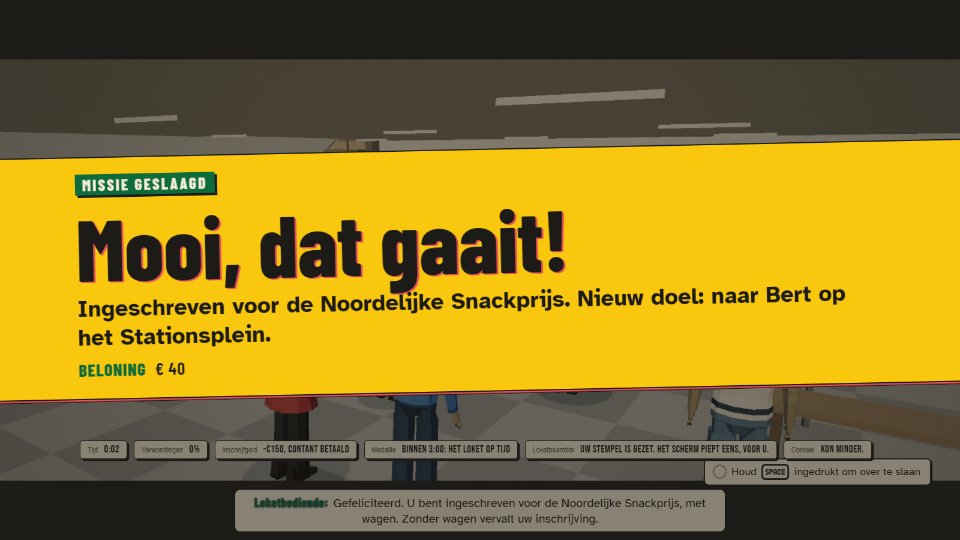 MISSIE GESLAAGD
Mooi, dat gaait!
Ingeschreven voor de Noordelijke Snackprijs. Nieuw doel: naar Bert op
het Stationsplein.
BELONING € 40
Tijd 0:02 Verwondingen 0% Inschrijfgeld -€150, CONTANT BETAALD Medaille BINNEN 3:00: HET LOKET OP TIJD Loketbeambte UW STEMPEL IS GEZET. HET SCHERM PIEPT EENS, VOOR U. Oordeel KON MINDER.
Houd SPACE ingedrukt om over te slaan
Loketbediende: Gefeliciteerd. U bent ingeschreven voor de Noordelijke Snackprijs, met
wagen. Zonder wagen vervalt uw inschrijving.